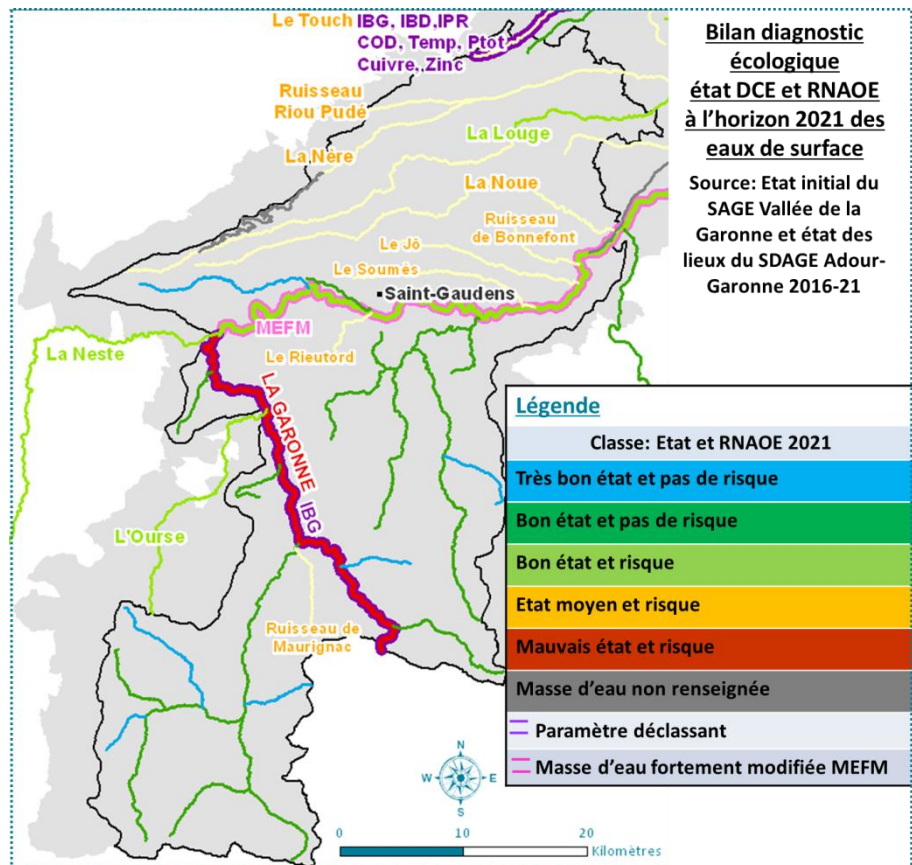 Le Touch IBG, IBD,IPR
COD, Temp, Ptot
Cuivre, Zinc
Ruisseau
Riou Pudé
La Louge
La Nère
La Noue
Ruisseau
de Bonnefont
Le Jô
Le Soumès
Saint-Gaudens
MEFM
La Neste
Le Rieutord
LA GARONNE IBG
L'Ourse
Ruisseau de
Maurignac
N
W E
S
0 10 20
Kilomètres
Bilan diagnostic
écologique
état DCE et RNAOE
à l'horizon 2021 des
eaux de surface
Source: Etat initial du
SAGE Vallée de la
Garonne et état des
lieux du SDAGE Adour-
Garonne 2016-21
Légende
Classe: Etat et RNAOE 2021
Très bon état et pas de risque
Bon état et pas de risque
Bon état et risque
Etat moyen et risque
Mauvais état et risque
Masse d'eau non renseignée
Paramètre déclassant
Masse d'eau fortement modifiée MEFM